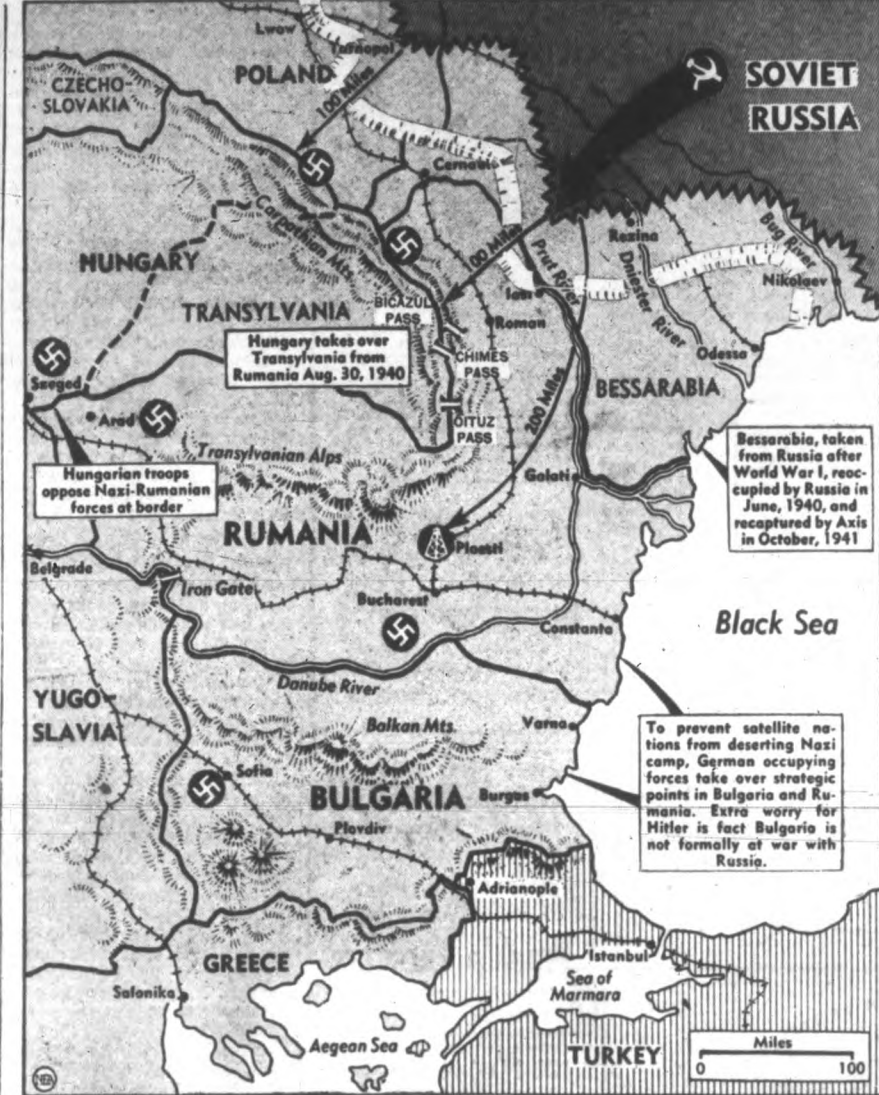 Lwow
Tarnopol
POLAND
CZECHO-
SLOVAKIA
100 Miles
SOVIET
RUSSIA
Cernauti
Carpathian Mts.
HUNGARY
100 Miles
Prut River
Rezina
Dniester River
Bug River
Nikolaev
TRANSYLVANIA
BICAZUL
PASS
Iasi
Roman
Hungary takes over
Transylvania from
Rumania Aug. 30, 1940
CHIMES
PASS
Odessa
Szeged
BESSARABIA
200 Miles
Arad
OITUZ
PASS
Transylvanian Alps
Hungarian troops
oppose Nazi-Rumanian
forces at border
Galati
Bessarabia, taken
from Russia after
World War I, reoc-
cupied by Russia in
June, 1940, and
recaptured by Axis
in October, 1941
RUMANIA
Ploesti
Belgrade
Iron Gate
Bucharest
Constanta
Black Sea
Danube River
YUGO-
SLAVIA
Balkan Mts.
Varna
To prevent satellite na-
tions from deserting Nazi
camp, German occupying
forces take over strategic
points in Bulgaria and Ru-
mania. Extra worry for
Hitler is fact Bulgaria is
not formally at war with
Russia.
Sofia
BULGARIA
Burgas
Plovdiv
Adrianople
GREECE
Istanbul
Salonika
Sea of
Marmara
Aegean Sea
TURKEY
Miles
0 100
NEA